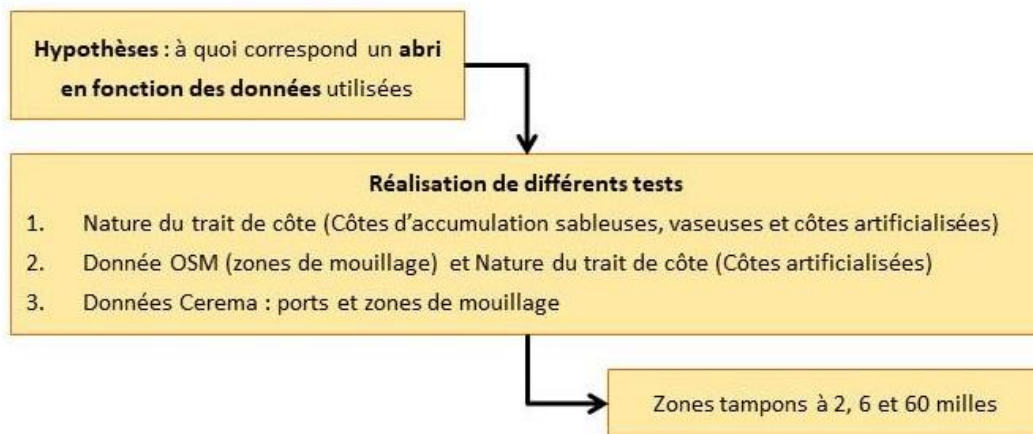 Hypothèses : à quoi correspond un abri
en fonction des données utilisées
Réalisation de différents tests
1. Nature du trait de côte (Côtes d'accumulation sableuses, vaseuses et côtes artificialisées)
2. Donnée OSM (zones de mouillage) et Nature du trait de côte (Côtes artificialisées)
3. Données Cerema : ports et zones de mouillage
Zones tampons à 2, 6 et 60 milles